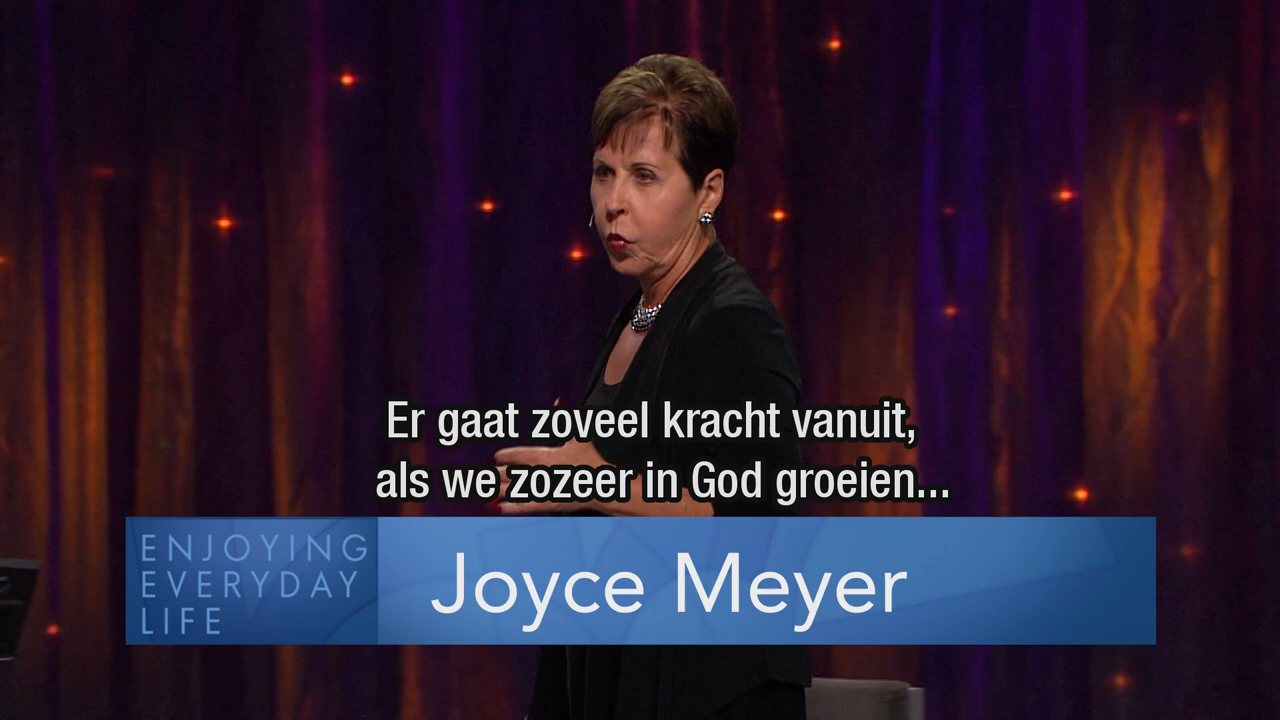 Er gaat zoveel kracht vanuit,
als we zozeer in God groeien...
ENJOYING
EVERYDAY
LIFE
Joyce Meyer